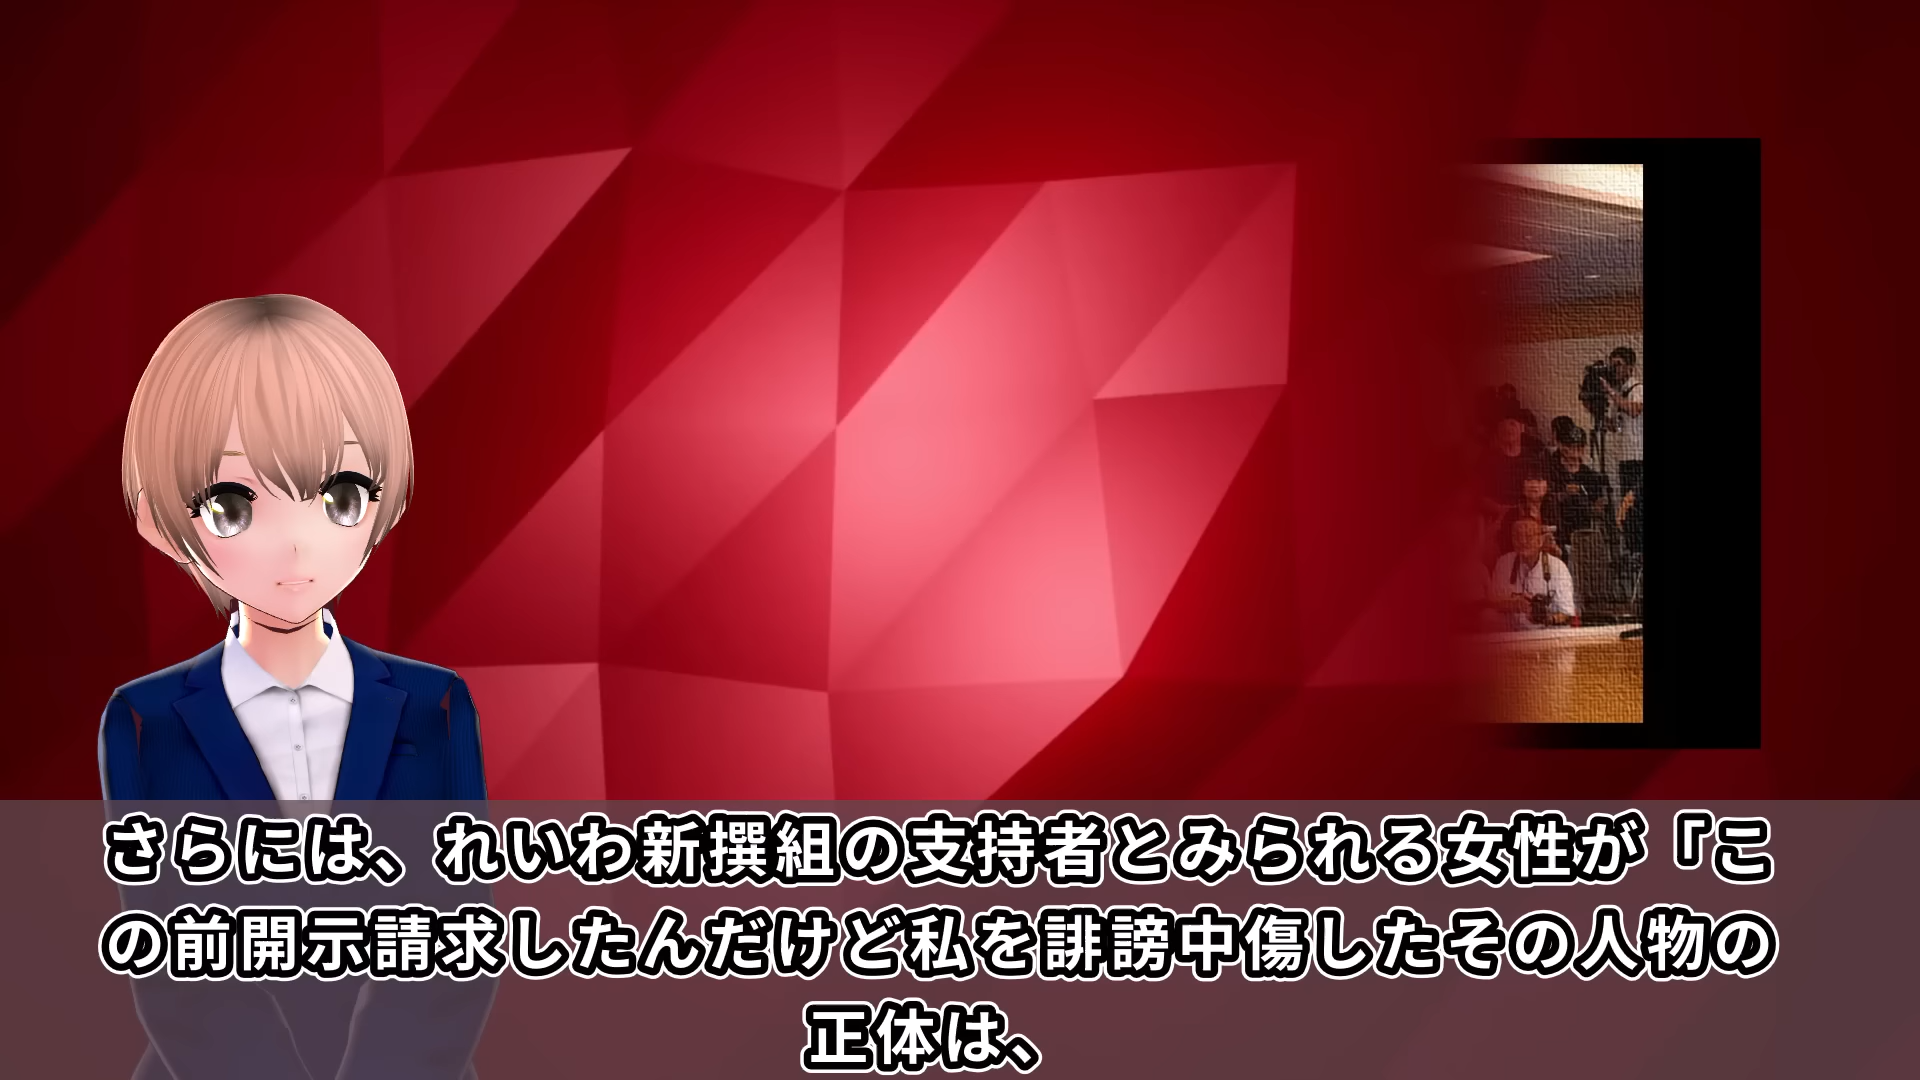 さらには、れいわ新撰組の支持者とみられる女性が「こ
の前開示請求したんだけど私を誹謗中傷したその人物の
正体は、